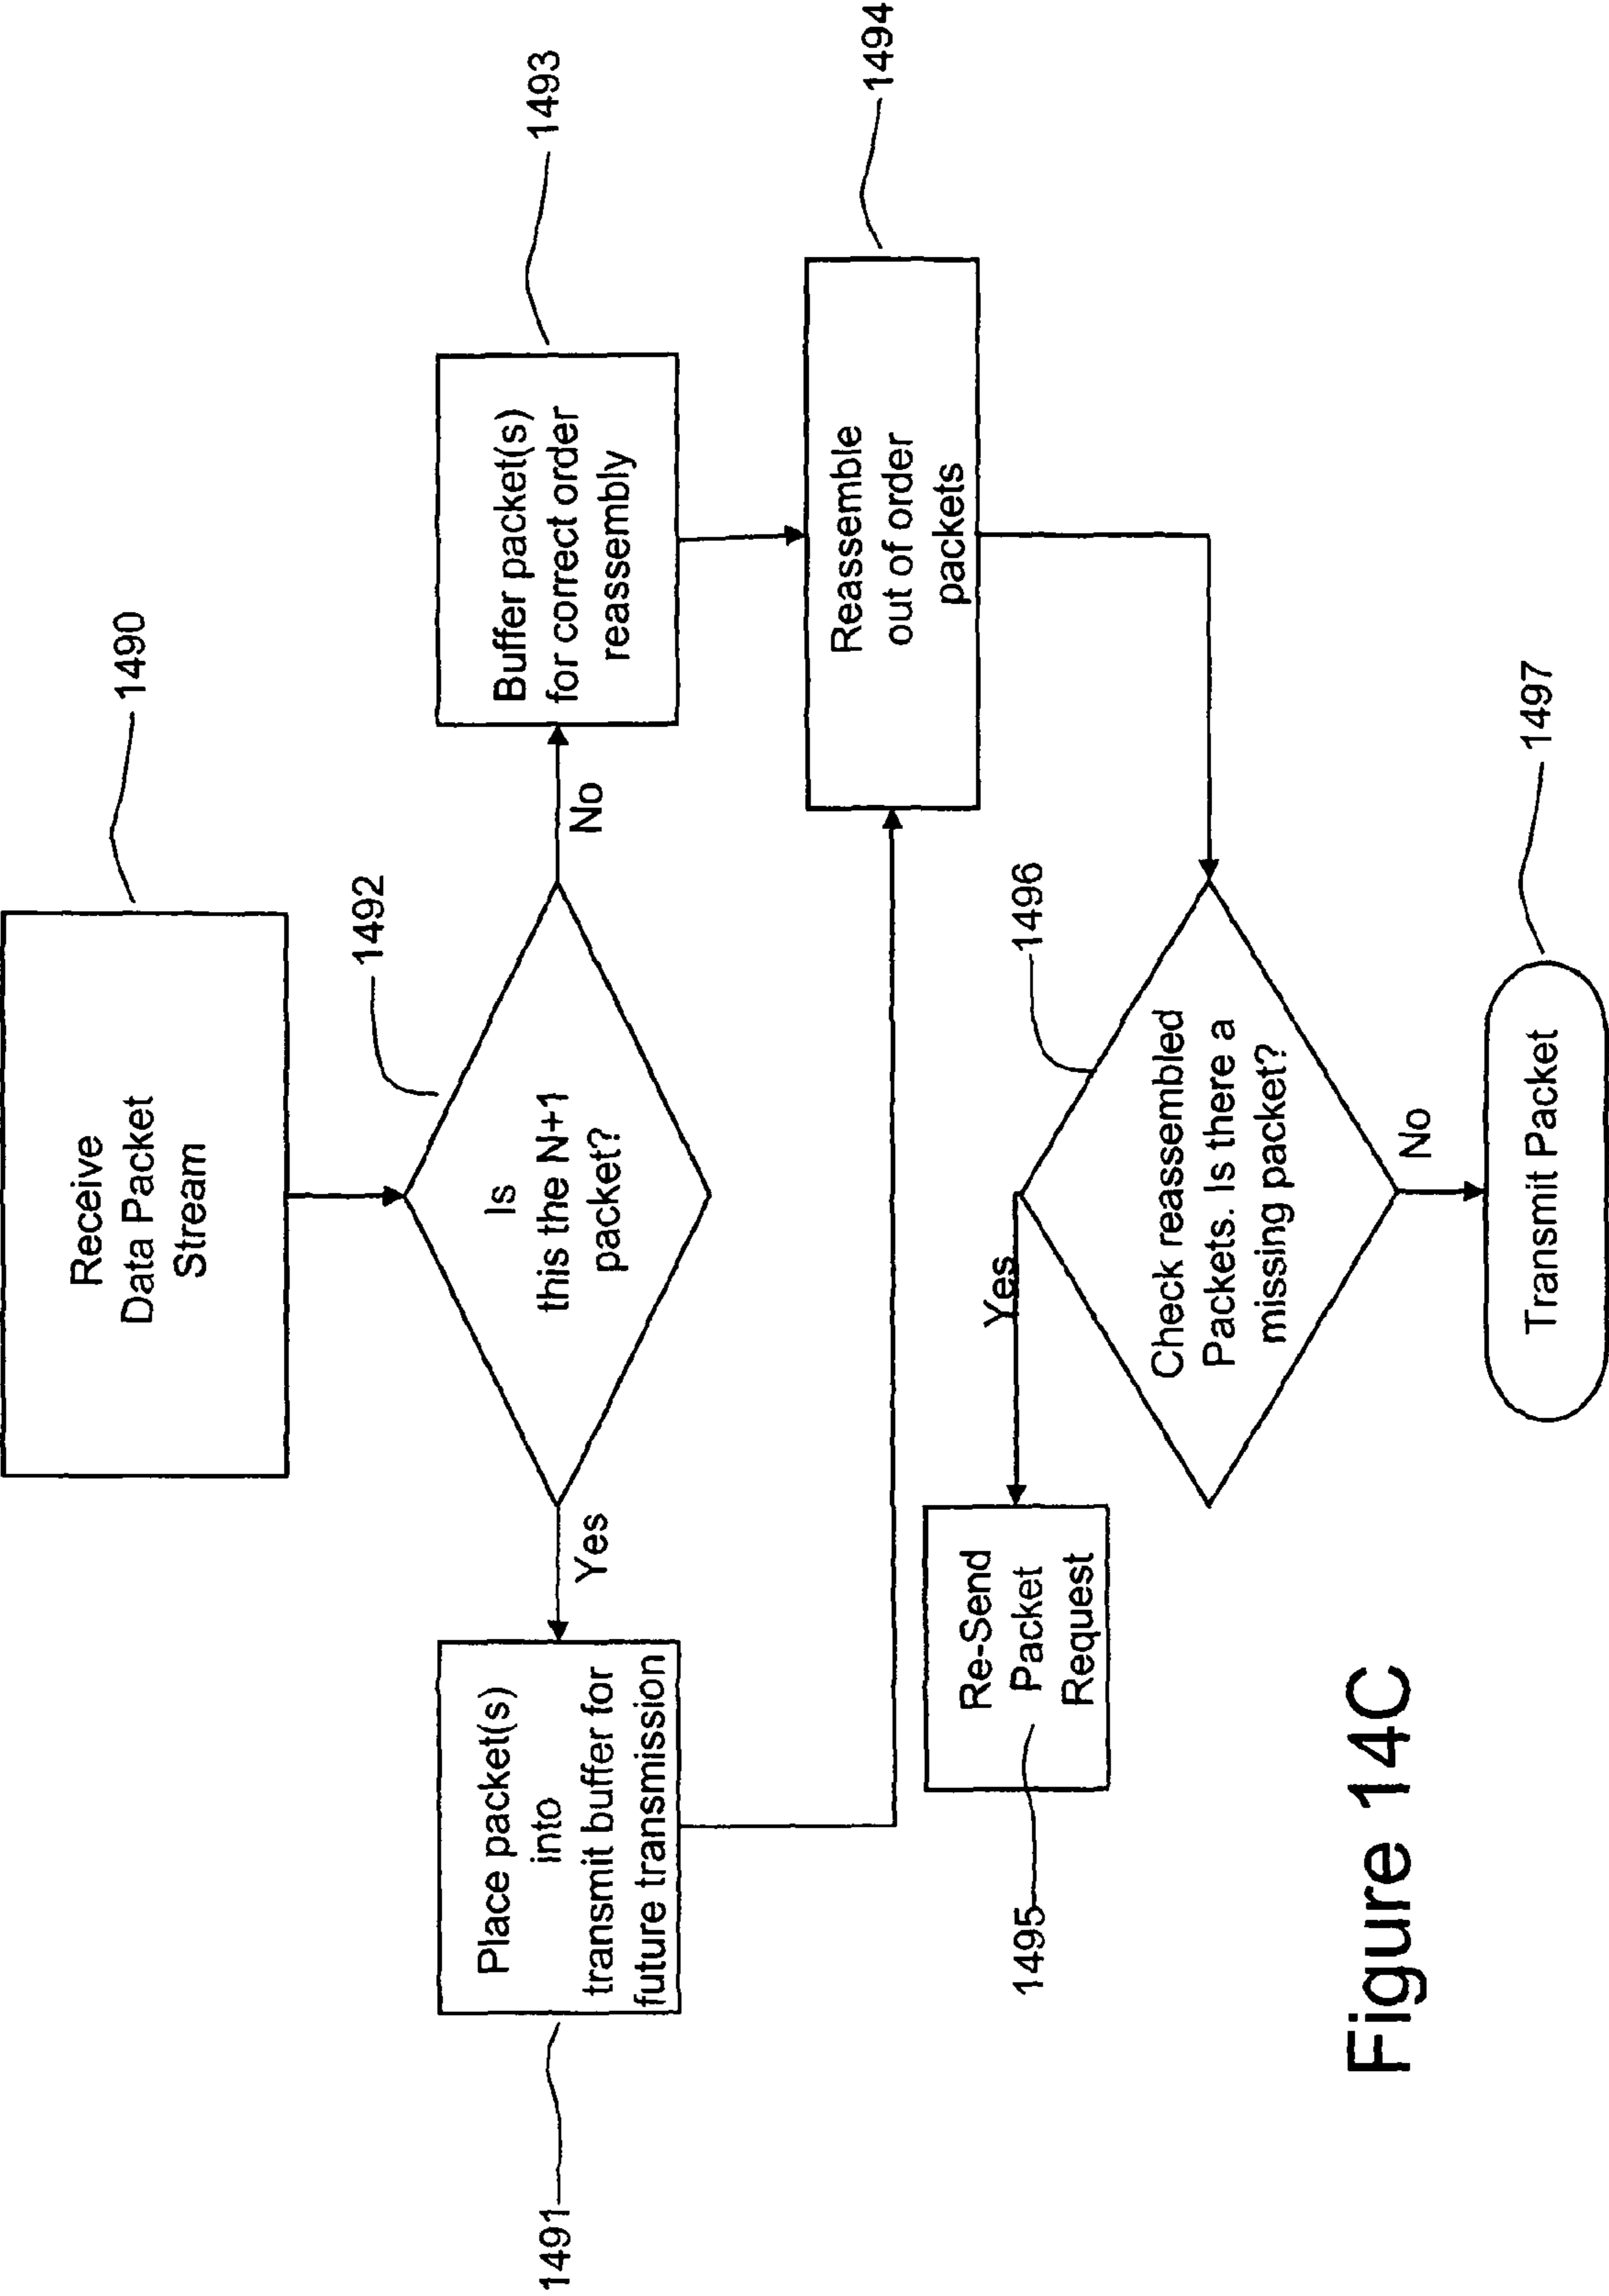 Receive
Data Packet
Stream
1490
1492
Is
this the N+1
packet?
Yes
No
1491
Place packet(s)
into
transmit buffer for
future transmission
Buffer packet(s)
for correct order
reassembly
1493
Reassemble
out of order
packets
1494
1495
Re-Send
Packet
Request
Yes
1496
Check reassembled
Packets. Is there a
missing packet?
No
Transmit Packet
1497
Figure 14C